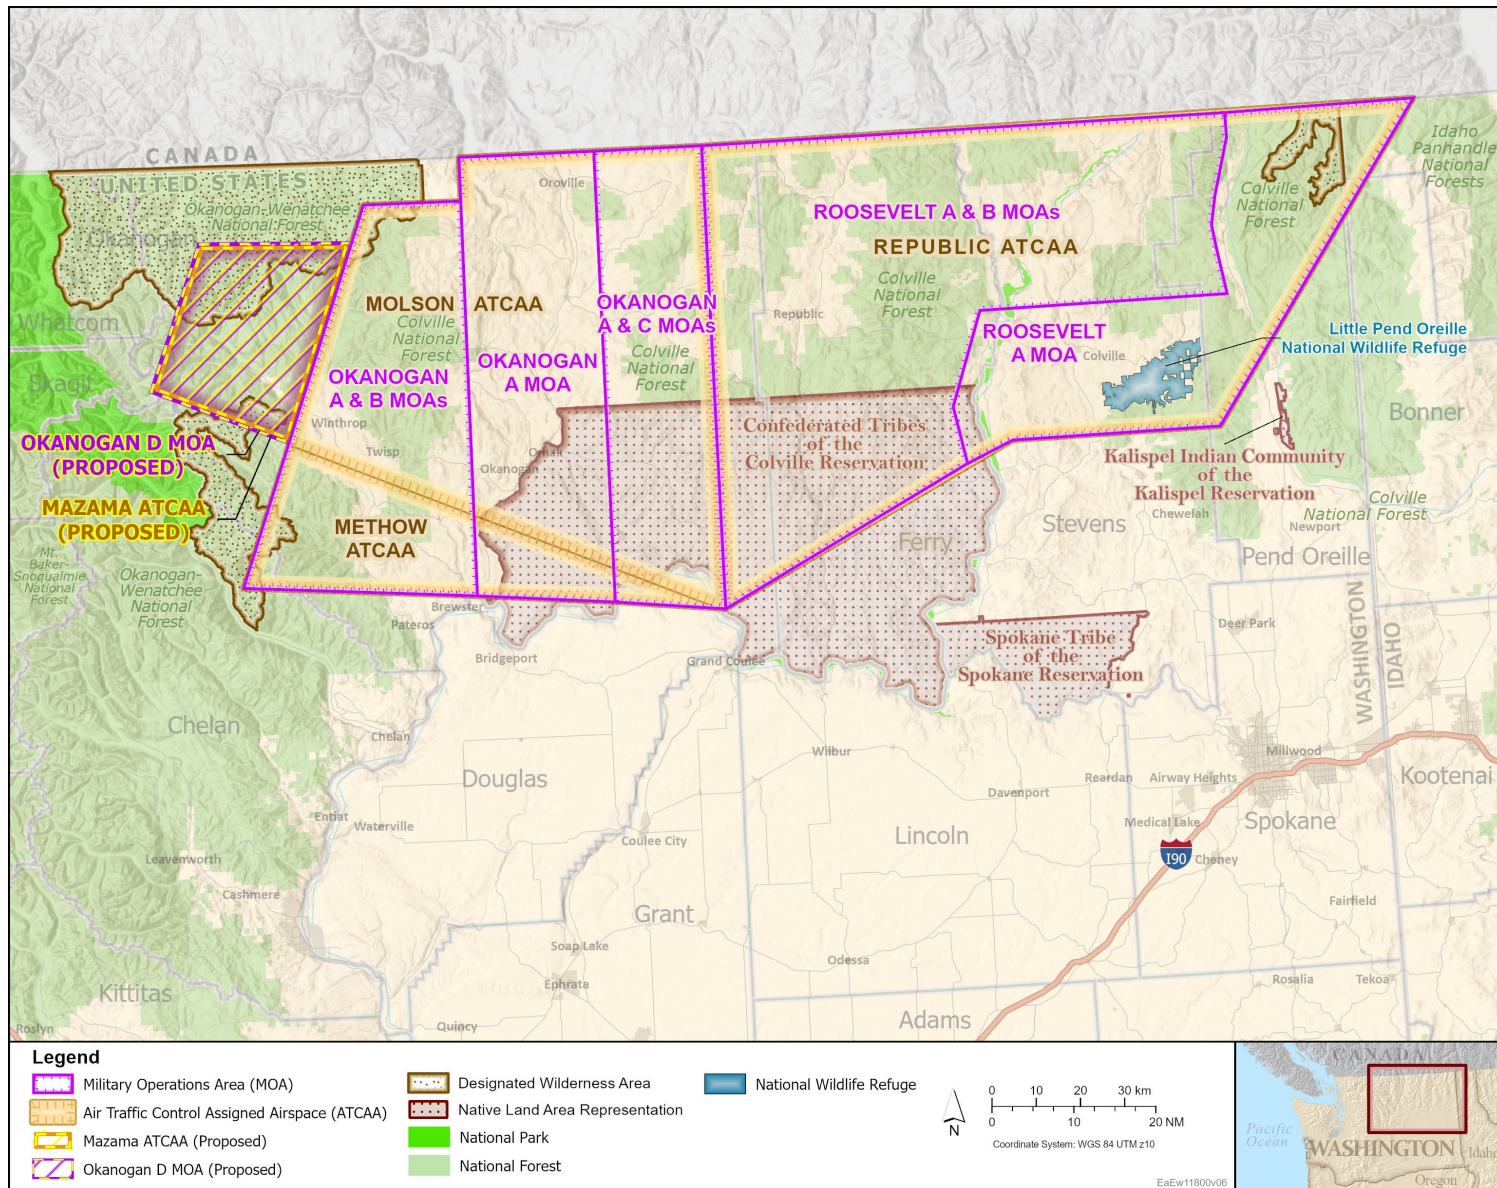 CANADA
UNITED STATES
Okanogan-Wenatchee
National Forest
Okanogan
Whatcom
Skagit
Oroville
MOLSON ATCAA
Colville
National
Forest
OKANOGAN
A & B MOAs
OKANOGAN
A MOA
OKANOGAN
A & C MOAs
Colville
National
Forest
ROOSEVELT A & B MOAs
REPUBLIC ATCAA
Colville
National
Forest
Republic
ROOSEVELT
A MOA
Colville
Colville
National
Forest
Idaho
Panhandle
National
Forests
Little Pend Oreille
National Wildlife Refuge
Bonner
Winthrop
Twisp
Omak
Okanogan
OKANOGAN D MOA
(PROPOSED)
MAZAMA ATCAA
(PROPOSED)
METHOW
ATCAA
Confederated Tribes
of the
Colville Reservation
Kalispel Indian Community
of the
Kalispel Reservation
Colville
National Forest
Chewelah
Newport
Stevens
Ferry
Pend Oreille
Mt.
Baker-
Snoqualmie
National
Forest
Okanogan-
Wenatchee
National
Forest
Brewster
Pateros
Bridgeport
Grand Coulee
Spokane Tribe
of the
Spokane Reservation
Deer Park
WASHINGTON
IDAHO
Chelan
Chelan
Douglas
Wilbur
Millwood
Reardan
Airway Heights
Davenport
Kootenai
Entiat
Waterville
Coulee City
Lincoln
Medical Lake
Spokane
I90
Cheney
Leavenworth
Cashmere
Grant
Fairfield
Soap Lake
Odessa
Ephrata
Rosalia
Tekoa
Kittitas
Roslyn
Quincy
Adams
Legend
Military Operations Area (MOA)
Air Traffic Control Assigned Airspace (ATCAA)
Mazama ATCAA (Proposed)
Okanogan D MOA (Proposed)
Designated Wilderness Area
Native Land Area Representation
National Park
National Forest
National Wildlife Refuge
N
0 10 20 30 km
0 10 20 NM
Coordinate System: WGS 84 UTM z10
EaEw11800v06
CANADA
Pacific
Ocean
WASHINGTON
Idaho
Oregon